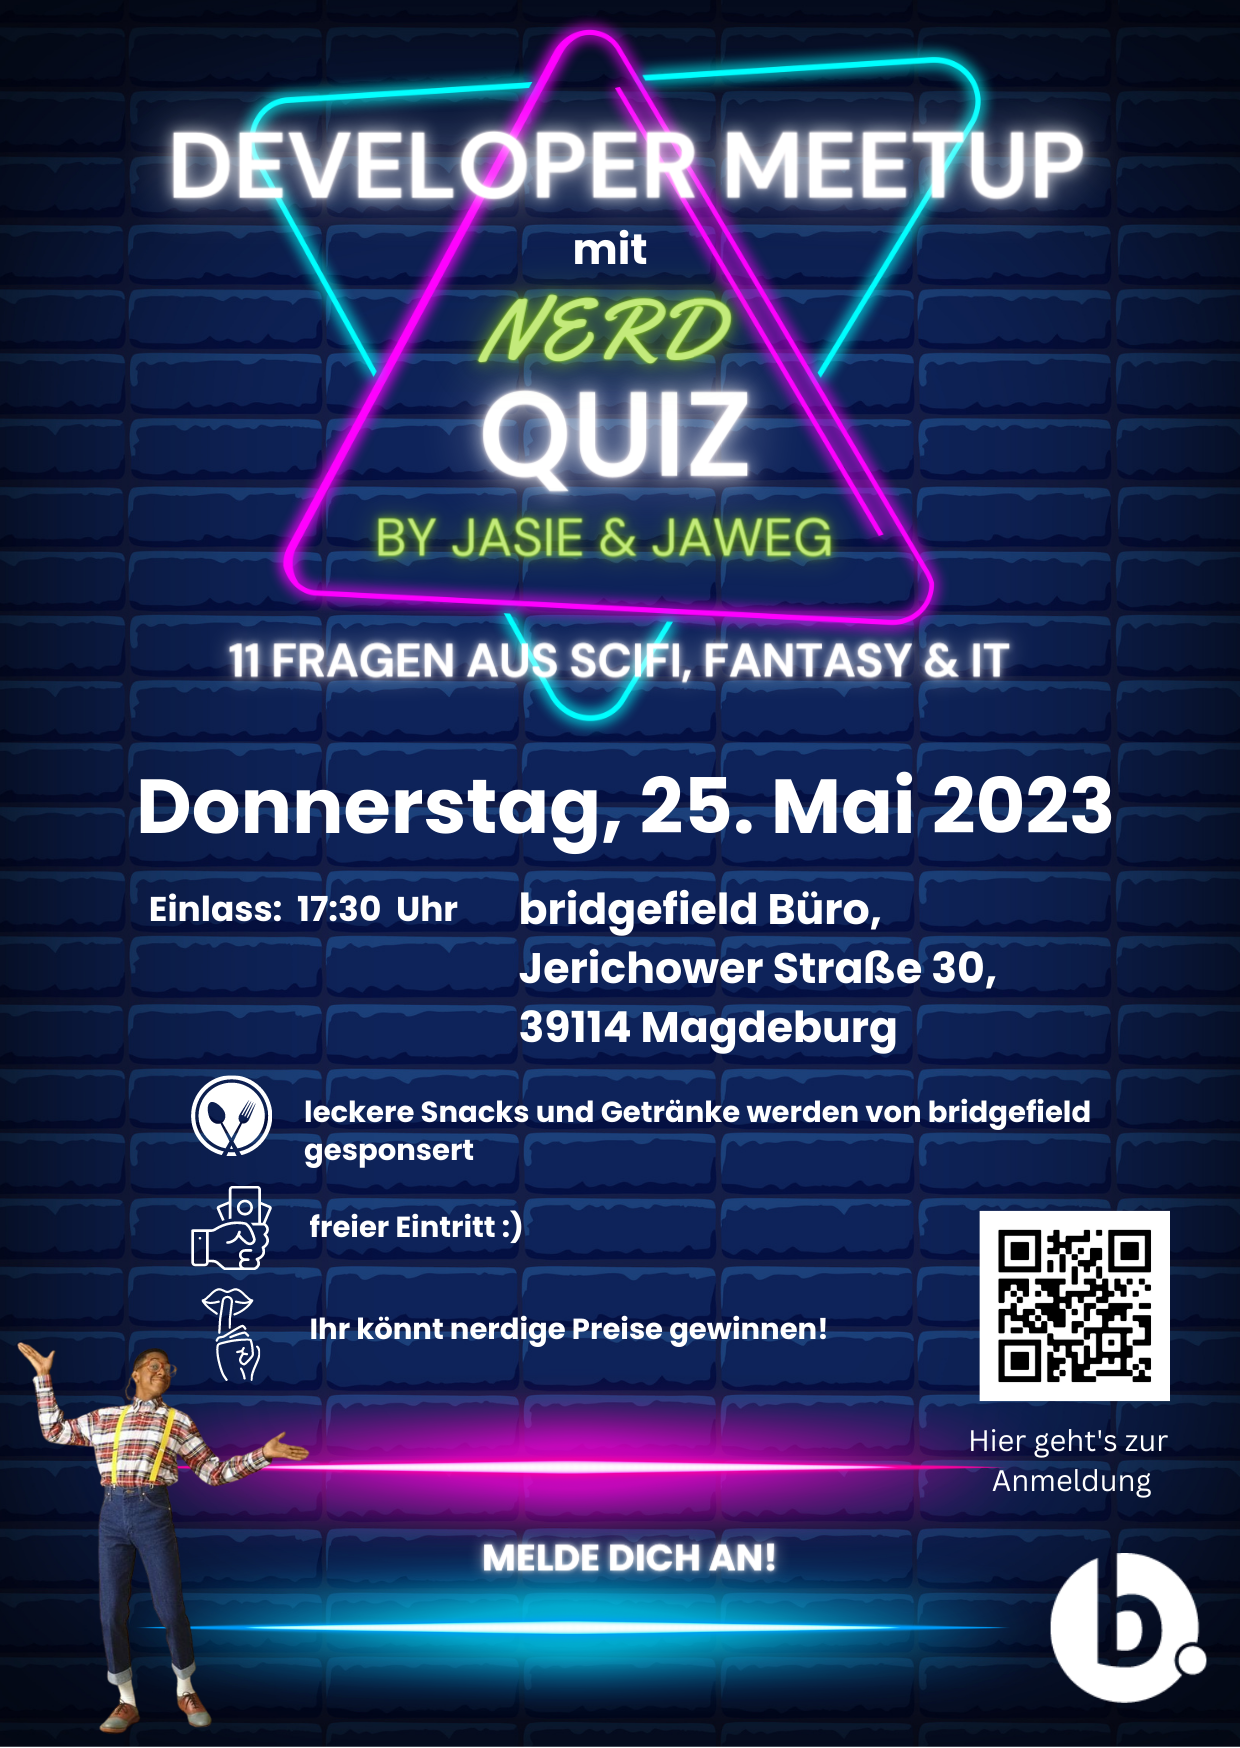 DEVELOPER MEETUP
mit
NERD
QUIZ
BY JASIE & JAWEG
11 FRAGEN AUS SCIFI, FANTASY & IT
Donnerstag, 25. Mai 2023
Einlass: 17:30 Uhr
bridgefield Büro,
Jerichower Straße 30,
39114 Magdeburg
leckere Snacks und Getränke werden von bridgefield
gesponsert
freier Eintritt :)
Ihr könnt nerdige Preise gewinnen!
Hier geht's zur
Anmeldung
MELDE DICH AN!
b.